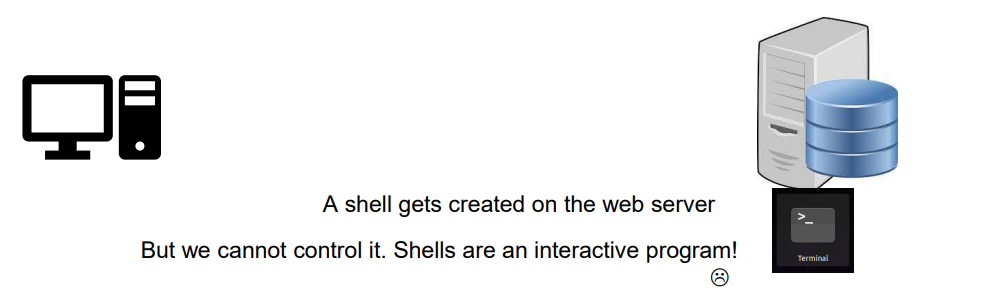 A shell gets created on the web server
>_
Terminal
But we cannot control it. Shells are an interactive program!
☹